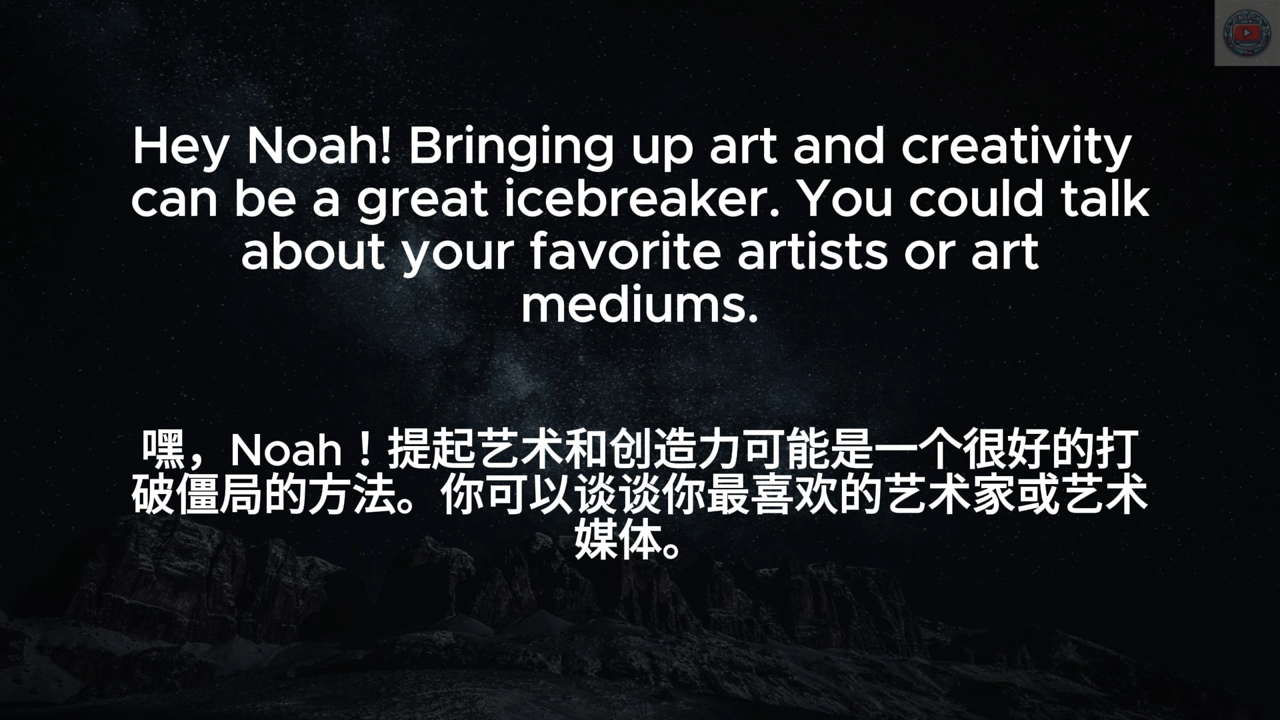 Hey Noah! Bringing up art and creativity
can be a great icebreaker. You could talk
about your favorite artists or art
mediums.
嘿，Noah！提起艺术和创造力可能是一个很好的打
破僵局的方法。你可以谈谈你最喜欢的艺术家或艺术
媒体。